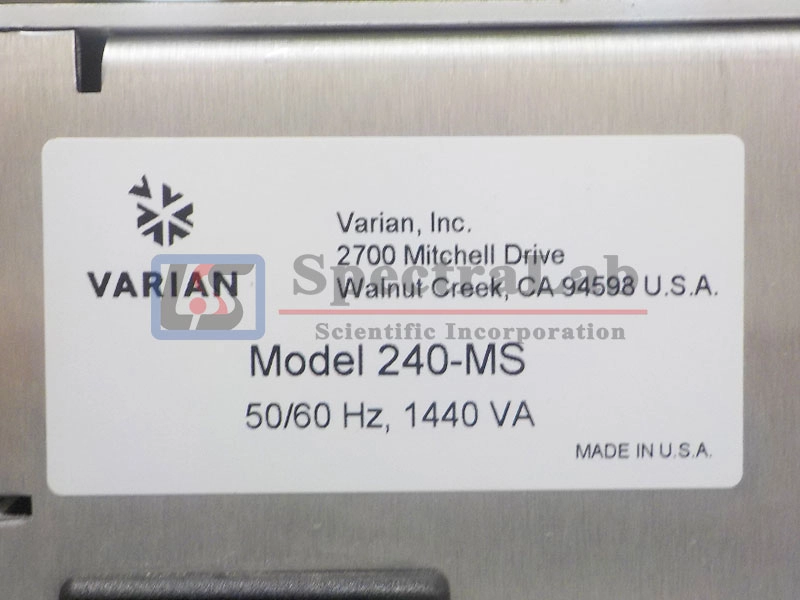 VARIAN
Varian, Inc.
2700 Mitchell Drive
Walnut Creek, CA 94598 U.S.A.
SpectraLab
Scientific Incorporation
Model 240-MS
50/60 Hz, 1440 VA
MADE IN U.S.A.